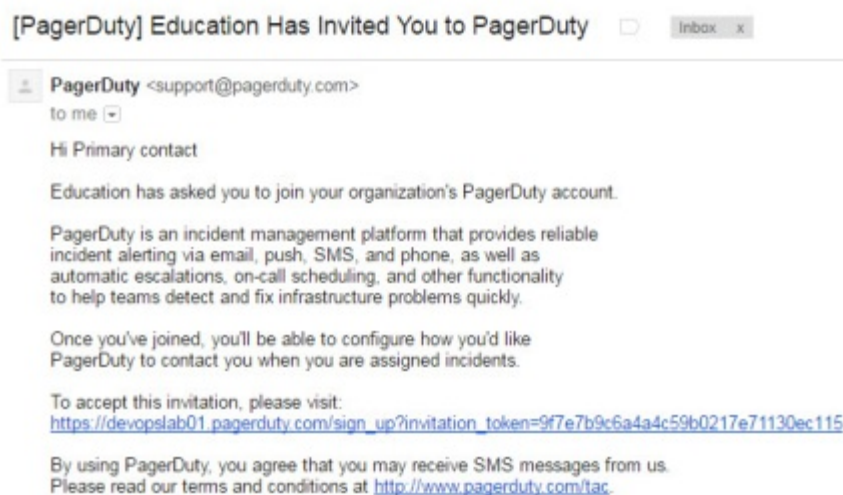 [PagerDuty] Education Has Invited You to PagerDuty Inbox x
PagerDuty <support@pagerduty.com>
to me
Hi Primary contact
Education has asked you to join your organization's PagerDuty account.
PagerDuty is an incident management platform that provides reliable
incident alerting via email, push, SMS, and phone, as well as
automatic escalations, on-call scheduling, and other functionality
to help teams detect and fix infrastructure problems quickly.
Once you've joined, you'll be able to configure how you'd like
PagerDuty to contact you when you are assigned incidents.
To accept this invitation, please visit:
https://devopslab01.pagerduty.com/sign_up?invitation_token=9f7e7b9c6a4a4c59b0217e71130ec115
By using PagerDuty, you agree that you may receive SMS messages from us.
Please read our terms and conditions at http://www.pagerduty.com/tac.